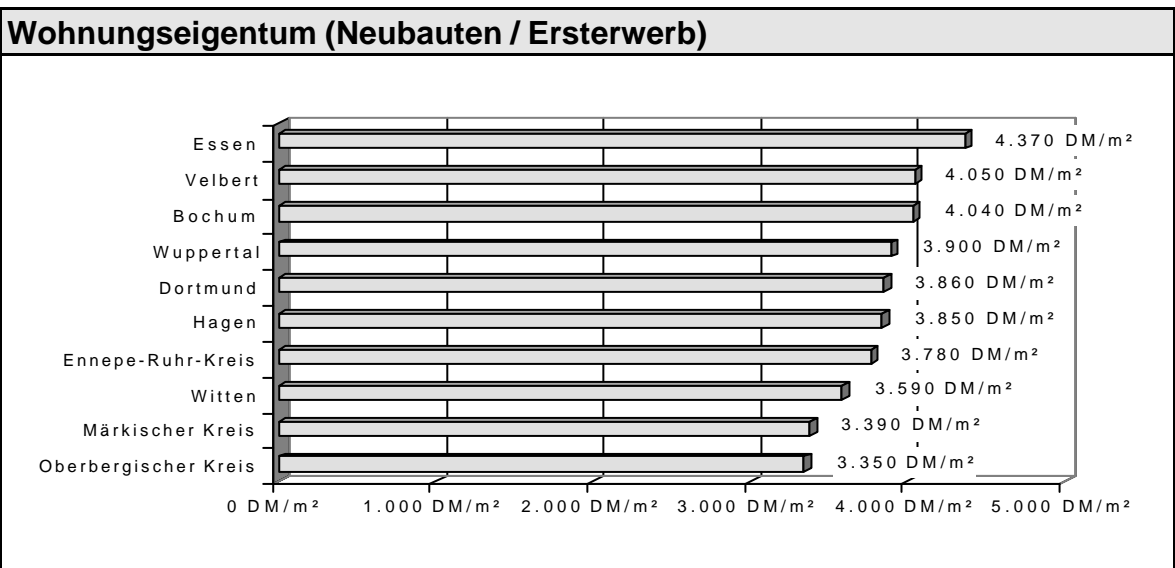 Wohnungseigentum (Neubauten / Ersterwerb)
Essen 4.370 DM/m²
Velbert 4.050 DM/m²
Bochum 4.040 DM/m²
Wuppertal 3.900 DM/m²
Dortmund 3.860 DM/m²
Hagen 3.850 DM/m²
Ennepe-Ruhr-Kreis 3.780 DM/m²
Witten 3.590 DM/m²
Märkischer Kreis 3.390 DM/m²
Oberbergischer Kreis 3.350 DM/m²
0 DM/m² 1.000 DM/m² 2.000 DM/m² 3.000 DM/m² 4.000 DM/m² 5.000 DM/m²